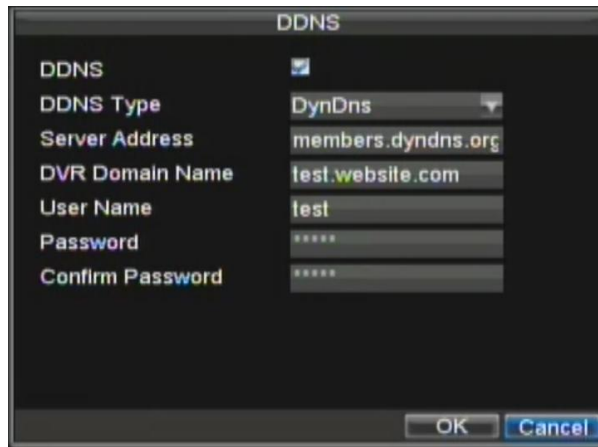 DDNS
DDNS
DDNS Type DynDns
Server Address members.dyndns.org
DVR Domain Name test.website.com
User Name test
Password *****
Confirm Password *****
OK Cancel